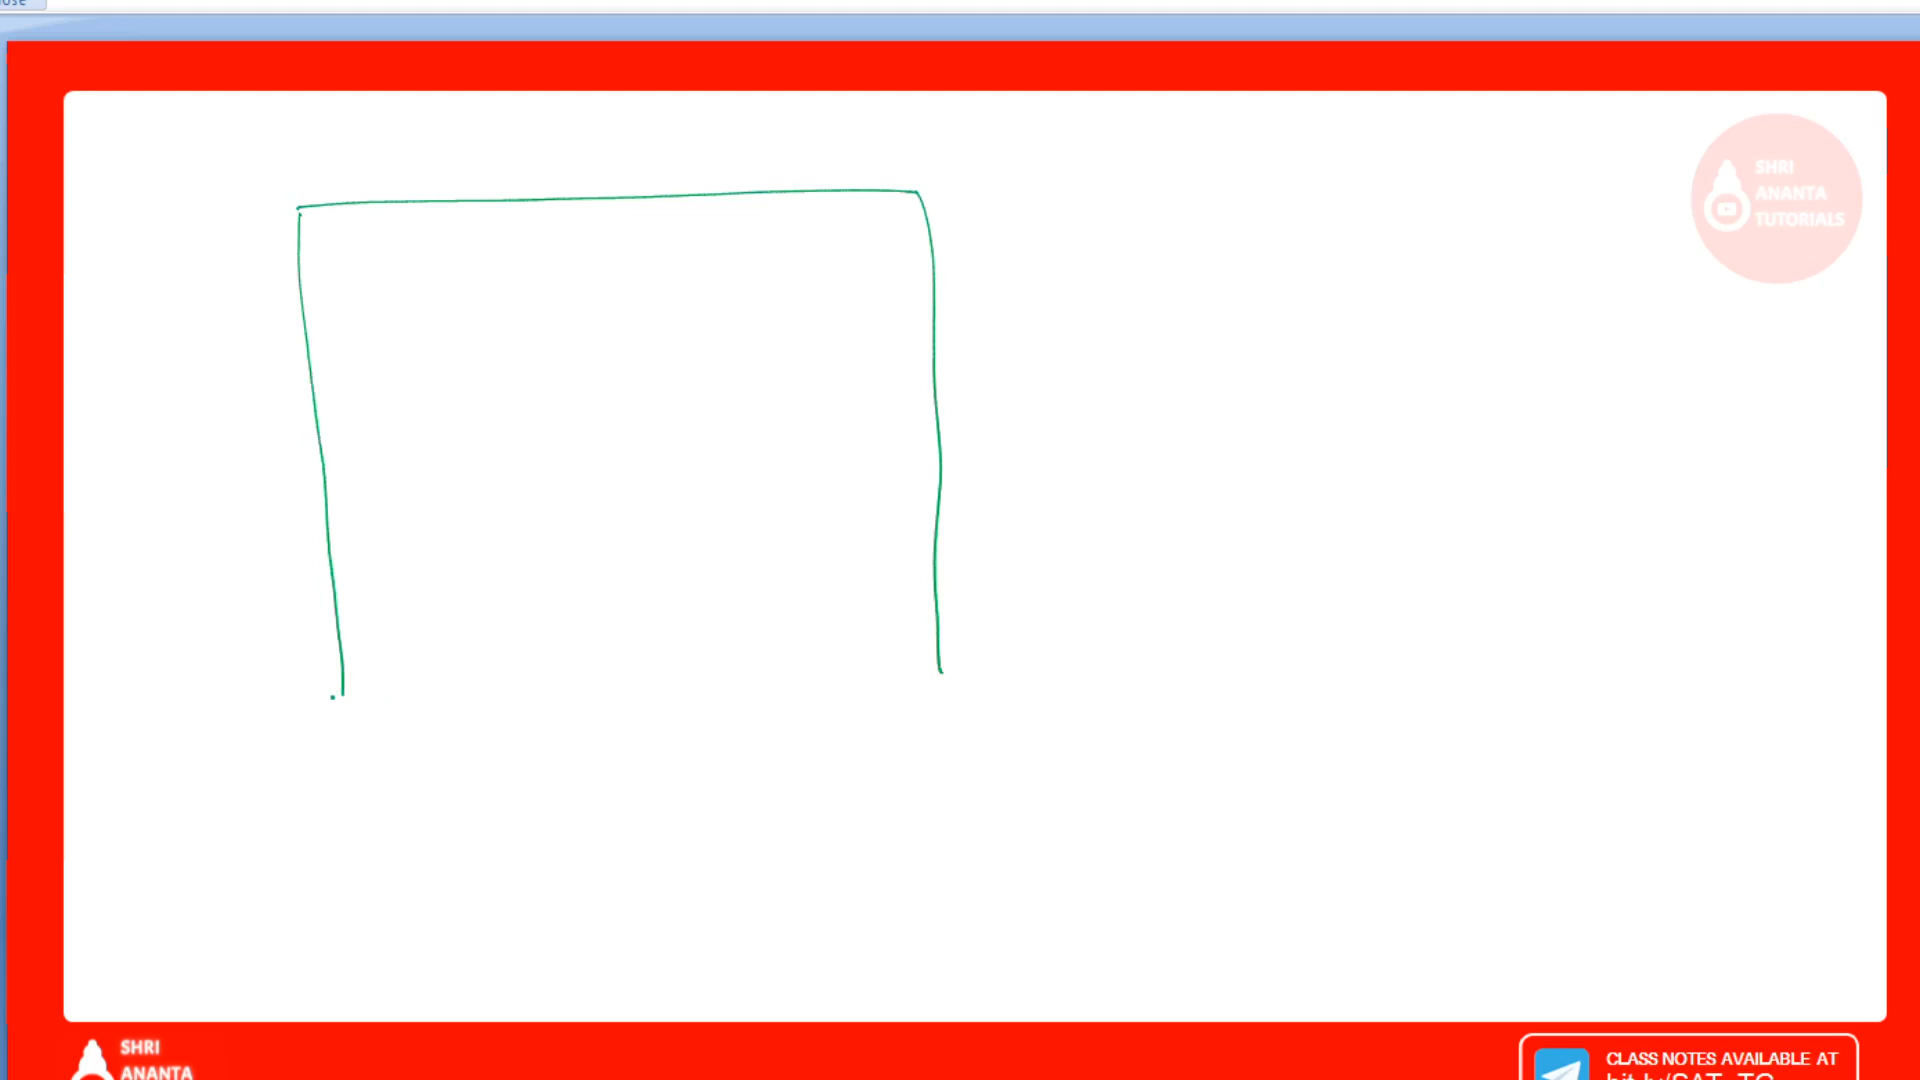 SHRI
ANANTA
TUTORIALS
SHRI
ANANTA
CLASS NOTES AVAILABLE AT